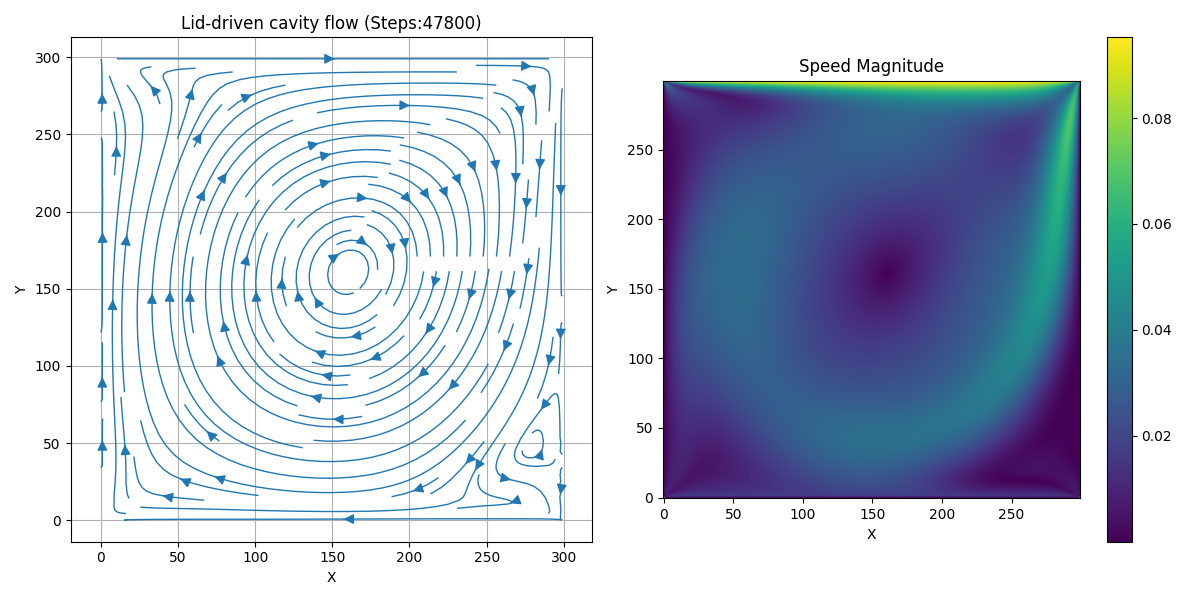 Lid-driven cavity flow (Steps:47800)
300
250
200
150
100
50
0
Y
0 50 100 150 200 250 300
X
Speed Magnitude
250
200
150
100
50
0
Y
0 50 100 150 200 250
X
0.08
0.06
0.04
0.02